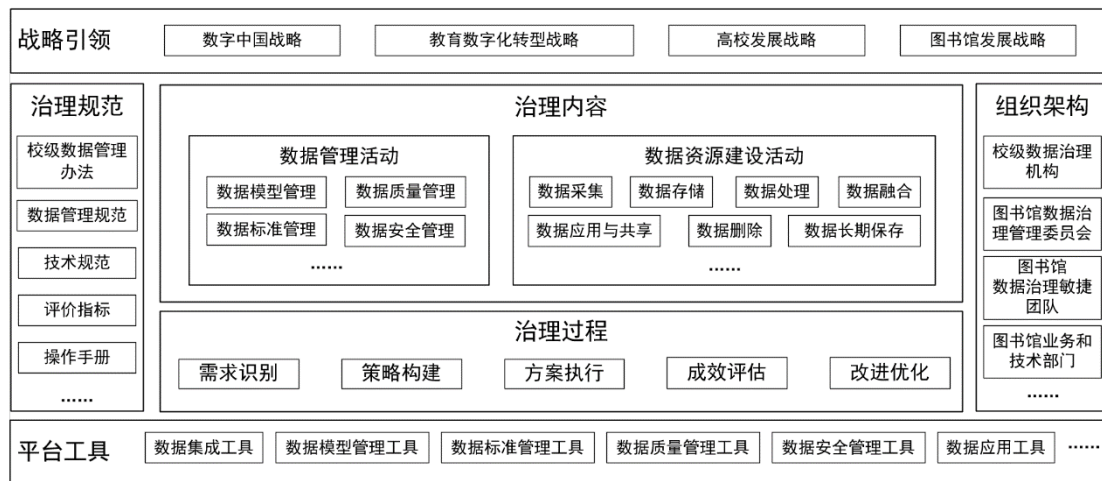 战略引领
数字中国战略
教育数字化转型战略
高校发展战略
图书馆发展战略
治理规范
校级数据管理
办法
数据管理规范
技术规范
评价指标
操作手册
......
治理内容
数据管理活动
数据模型管理
数据质量管理
数据标准管理
数据安全管理
......
数据资源建设活动
数据采集
数据存储
数据处理
数据融合
数据应用与共享
数据删除
数据长期保存
......
治理过程
需求识别
策略构建
方案执行
成效评估
改进优化
组织架构
校级数据治理
机构
图书馆数据治
理管理委员会
图书馆
数据治理敏捷
团队
图书馆业务和
技术部门
......
平台工具
数据集成工具
数据模型管理工具
数据标准管理工具
数据质量管理工具
数据安全管理工具
数据应用工具
......